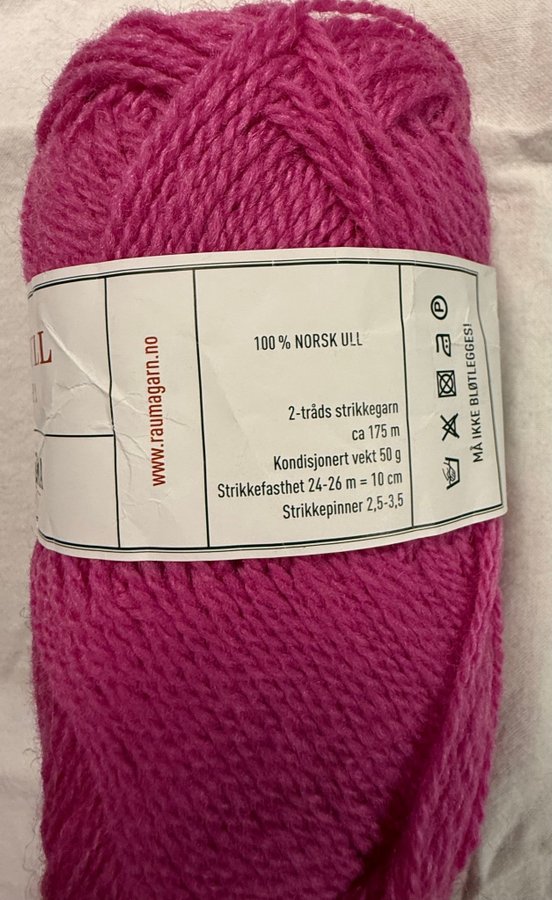 www.raumagarn.no
100 % NORSK ULL
2-tråds strikkegarn
ca 175 m
Kondisjonert vekt 50 g
Strikkefasthet 24-26 m = 10 cm
Strikkepinner 2,5-3,5
P
MÅ IKKE BLØTLEGGES!